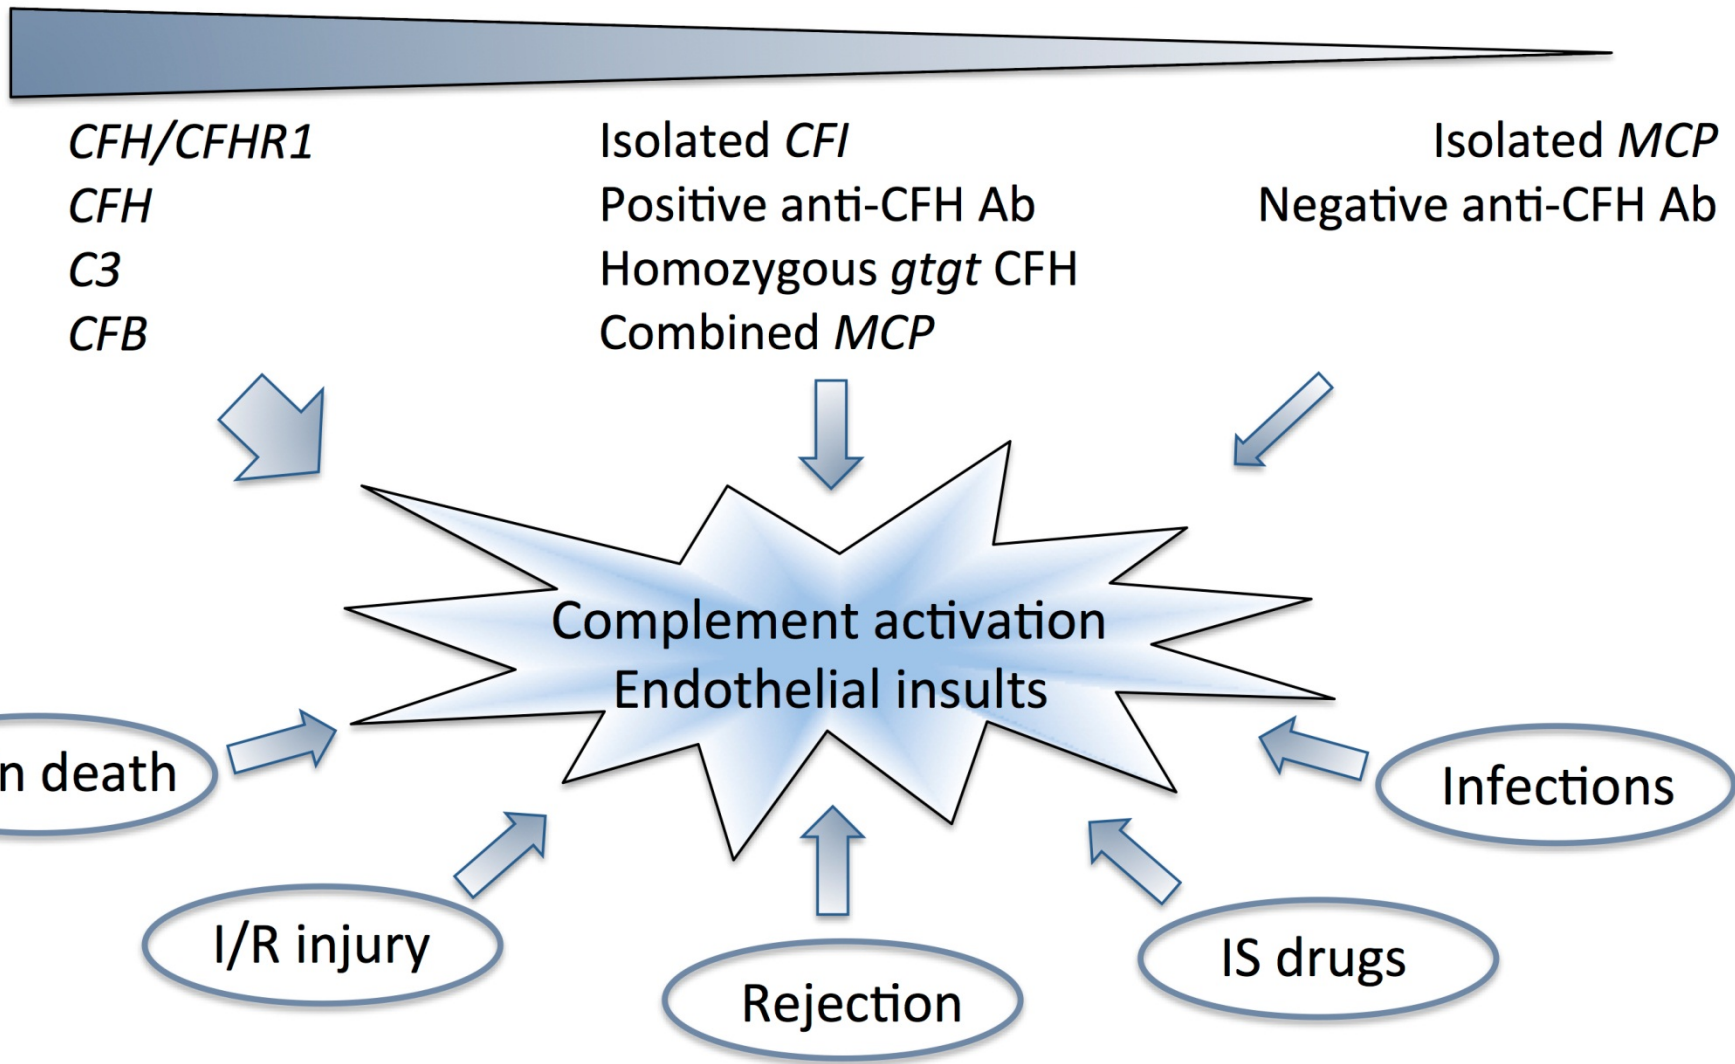 CFH/CFHR1
CFH
C3
CFB
Isolated CFI
Positive anti-CFH Ab
Homozygous gtgt CFH
Combined MCP
Isolated MCP
Negative anti-CFH Ab
Complement activation
Endothelial insults
n death
I/R injury
Rejection
IS drugs
Infections